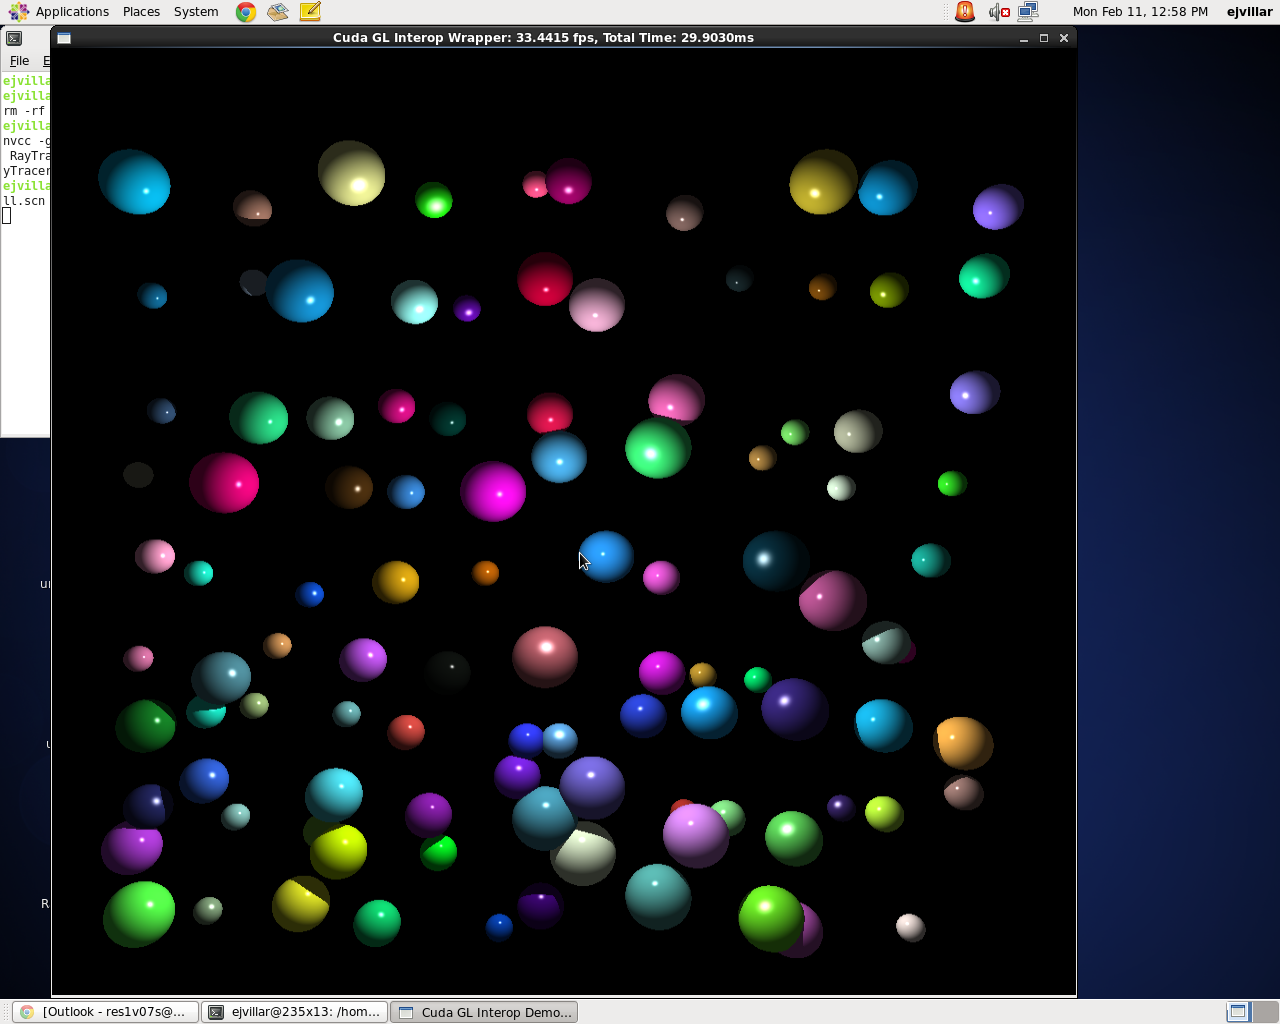 Applications Places System
Mon Feb 11, 12:58 PM ejvillar
Cuda GL Interop Wrapper: 33.4415 fps, Total Time: 29.9030ms
File E
ejvilla
ejvilla
rm -rf
ejvilla
nvcc -g
RayTra
yTracer
ejvilla
ll.scn
R
[Outlook - res1v07s@...
ejvillar@235x13: /hom...
Cuda GL Interop Demo...